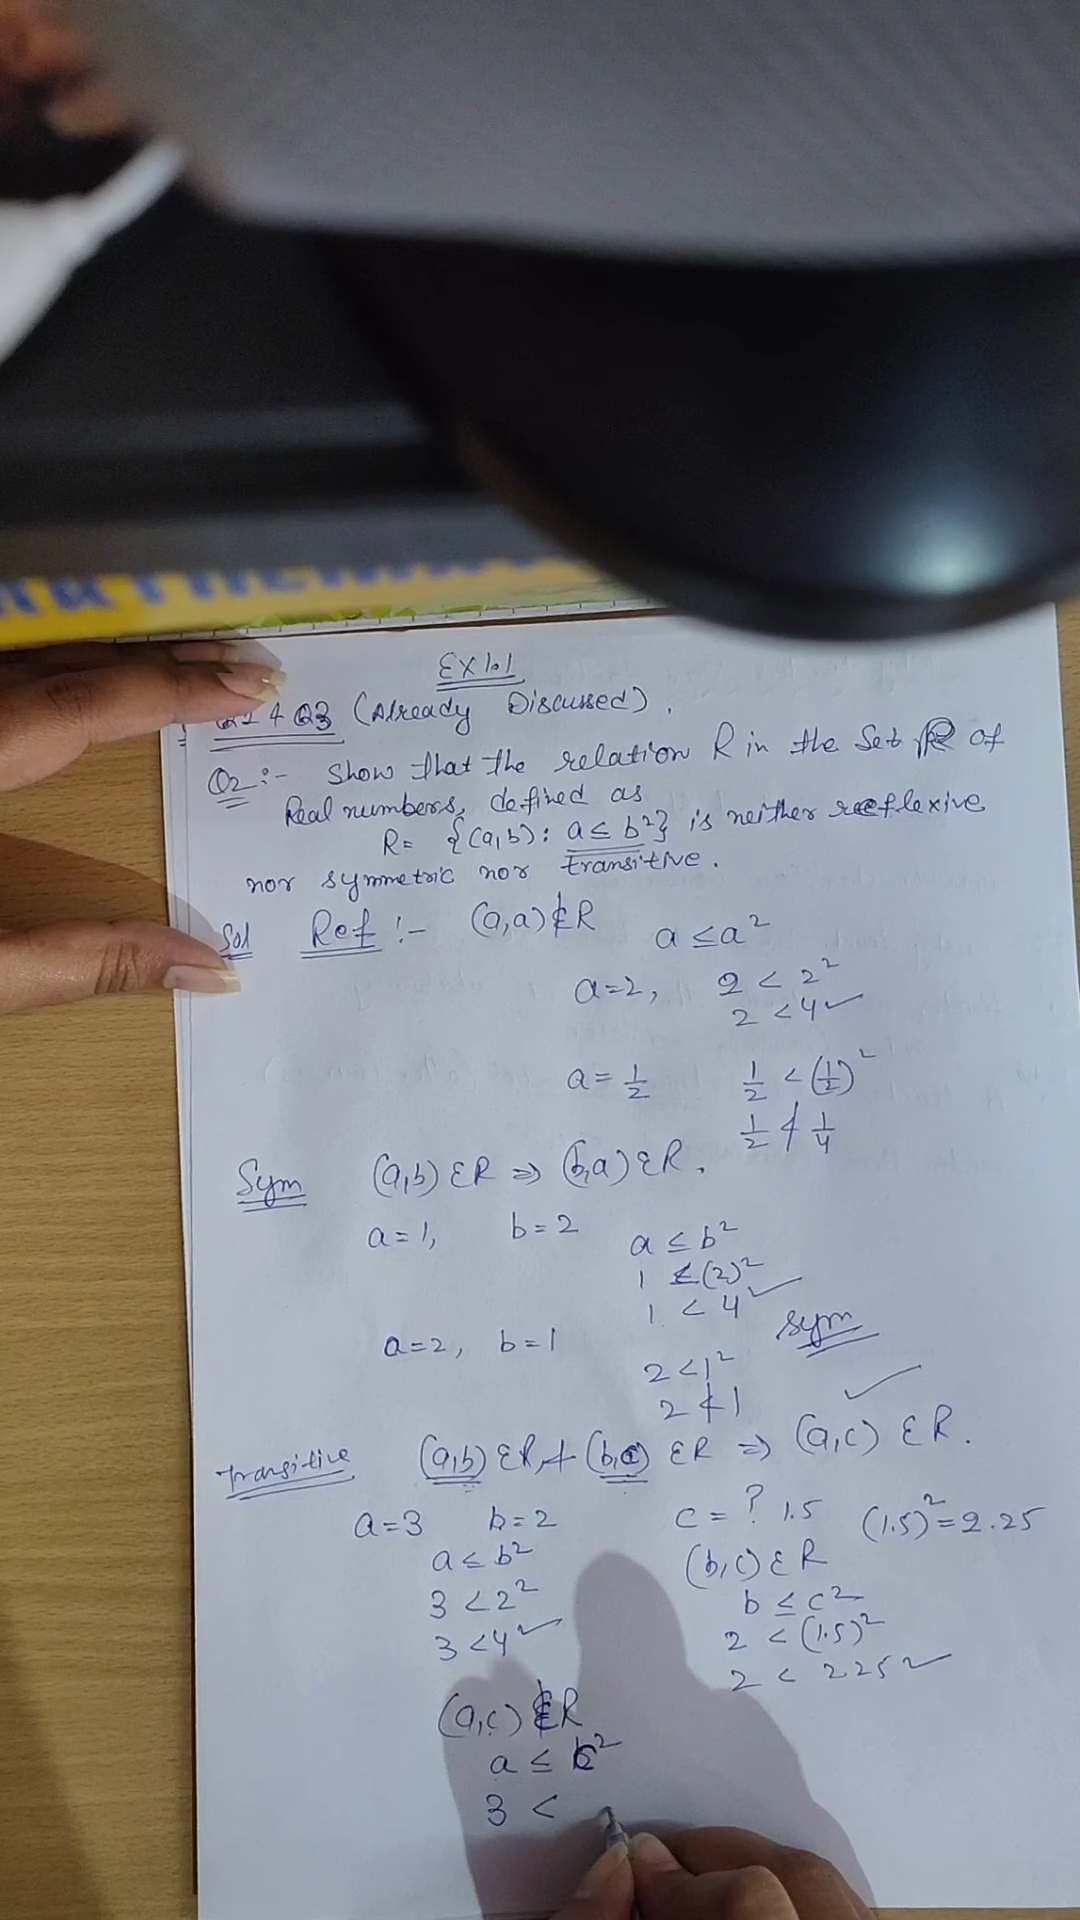 EX 1.1
Q1 & Q3 (Already Discussed).
Q2:- Show that the relation R in the Set R of
Real numbers, defined as
R = {(a,b): a ≤ b²} is neither reflexive
nor symmetric nor transitive.
Sol Ref :- (a,a) ∉ R a ≤ a²
a=2, 2 < 2²
2 < 4 ✓
a = 1/2 1/2 < (1/2)²
1/2 ≮ 1/4
Sym (a,b) ∈ R ⇒ (b,a) ∈ R.
a = 1, b = 2 a ≤ b²
1 ≤ (2)²
1 < 4 ✓
a=2, b=1 Sym
2 < 1²
2 ≮ 1
Transitive (a,b) ∈ R, + (b,c) ∈ R ⇒ (a,c) ∈ R. ✓
a=3 b=2 c = ? 1.5 (1.5)² = 2.25
a ≤ b² (b,c) ∈ R
3 < 2² b ≤ c²
3 < 4 ✓ 2 < (1.5)²
2 < 2.25 ✓
(a,c) ∉ R
a ≤ c²
3 <